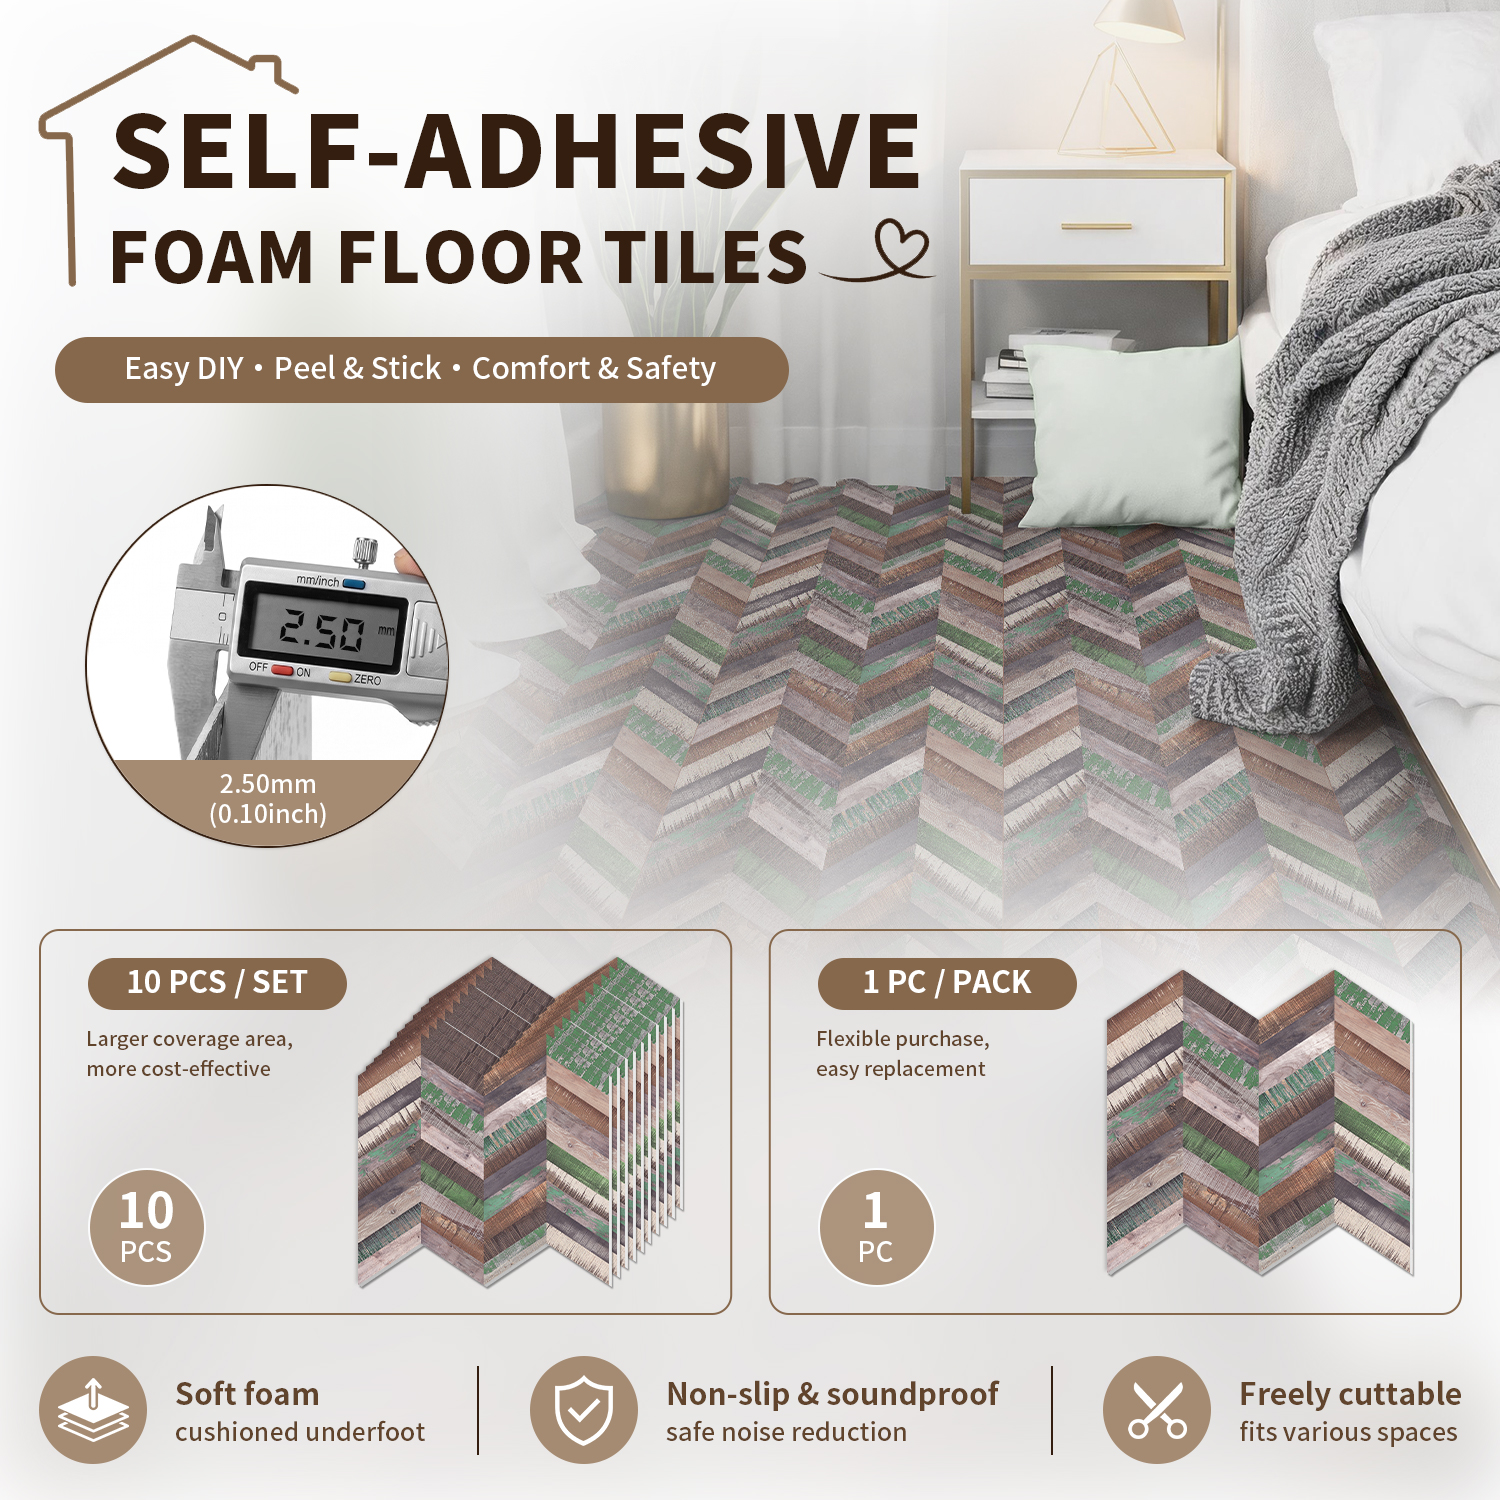 SELF-ADHESIVE
FOAM FLOOR TILES
Easy DIY • Peel & Stick • Comfort & Safety
mm/inch
0
2.50 mm
OFF ON ZERO
2.50mm
(0.10inch)
10 PCS / SET
Larger coverage area,
more cost-effective
10
PCS
1 PC / PACK
Flexible purchase,
easy replacement
1
PC
Soft foam
cushioned underfoot
Non-slip & soundproof
safe noise reduction
Freely cuttable
fits various spaces